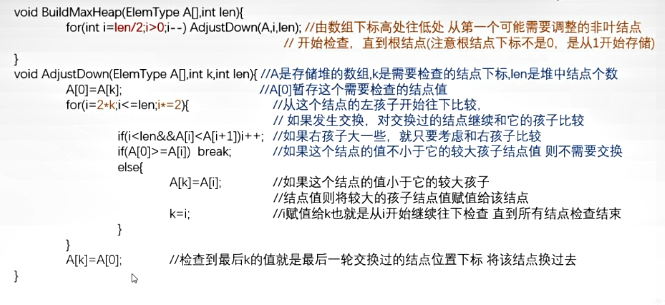 void BuildMaxHeap(ElemType A[],int len){
for(int i=len/2;i>0;i--) AdjustDown(A,i,len); //由数组下标高处往低处 从第一个可能需要调整的非叶结点
// 开始检查，直到根结点(注意根结点下标不是0，是从1开始存储)
}
void AdjustDown(ElemType A[],int k,int len){ //A是存储堆的数组,k是需要检查的结点下标,len是堆中结点个数
A[0]=A[k]; //A[0]暂存这个需要检查的结点值
for(i=2*k;i<=len;i*=2){ //从这个结点的左孩子开始往下比较,
// 如果发生交换，对交换过的结点继续和它的孩子比较
if(i<len&&A[i]<A[i+1])i++; //如果右孩子大一些，就只要考虑和右孩子比较
if(A[0]>=A[i]) break; //如果这个结点的值不小于它的较大孩子结点值 则不需要交换
else{
A[k]=A[i]; //如果这个结点的值小于它的较大孩子
//结点值则将较大的孩子结点值赋值给该结点
k=i; //i赋值给k也就是从i开始继续往下检查 直到所有结点检查结束
}
}
A[k]=A[0]; //检查到最后k的值就是最后一轮交换过的结点位置下标 将该结点换过去
}